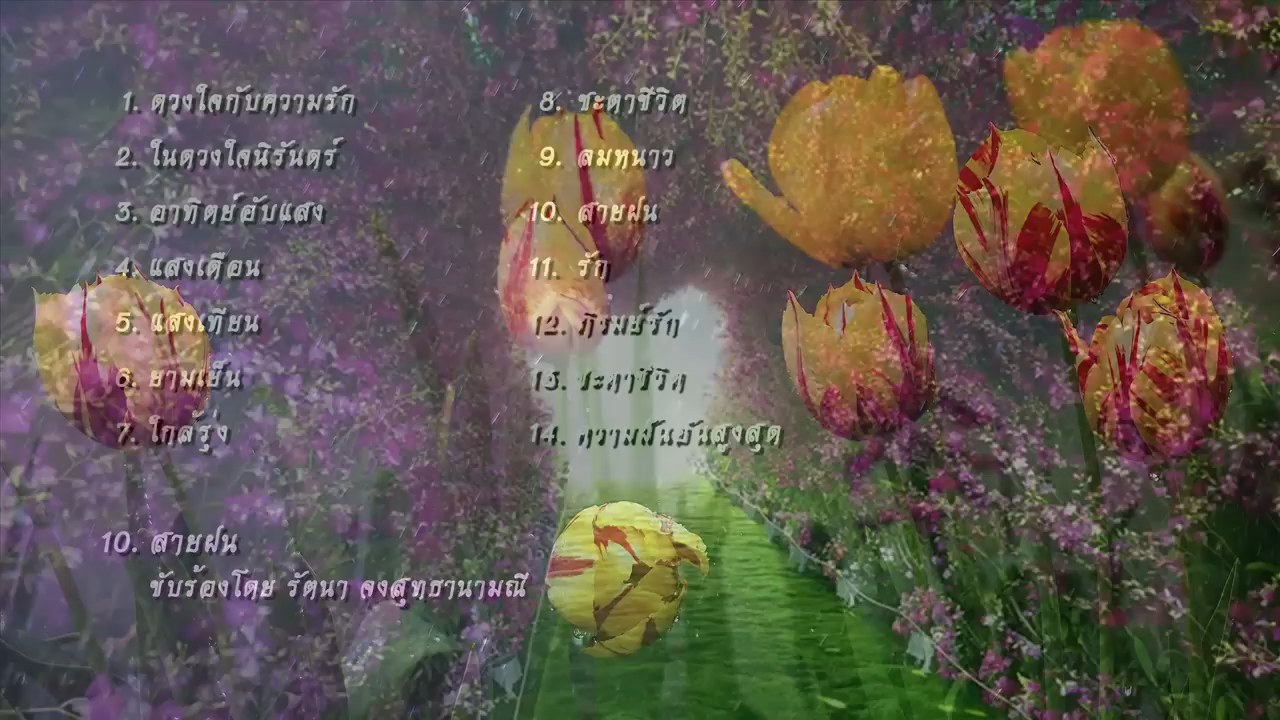 1. ดวงใจกับความรัก
2. ในดวงใจนิรันดร์
3. อาทิตย์อับแสง
4. แสงเดือน
5. แสงเทียน
6. ยามเย็น
7. ใกล้รุ่ง
8. ชะตาชีวิต
9. ลมหนาว
10. สายฝน
11. รัก
12. ภิรมย์รัก
13. ชะตาชีวิต
14. ความฝันอันสูงสุด
10. สายฝน
ขับร้องโดย รัตนา จงสุทธานามณี